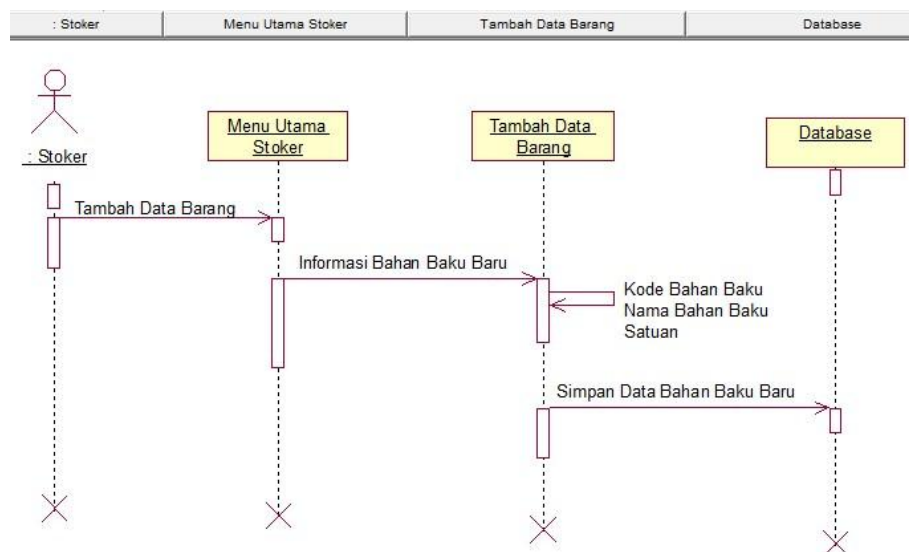 : Stoker
Menu Utama Stoker
Tambah Data Barang
Database
: Stoker
Menu Utama
Stoker
Tambah Data
Barang
Database
Tambah Data Barang
Informasi Bahan Baku Baru
Kode Bahan Baku
Nama Bahan Baku
Satuan
Simpan Data Bahan Baku Baru